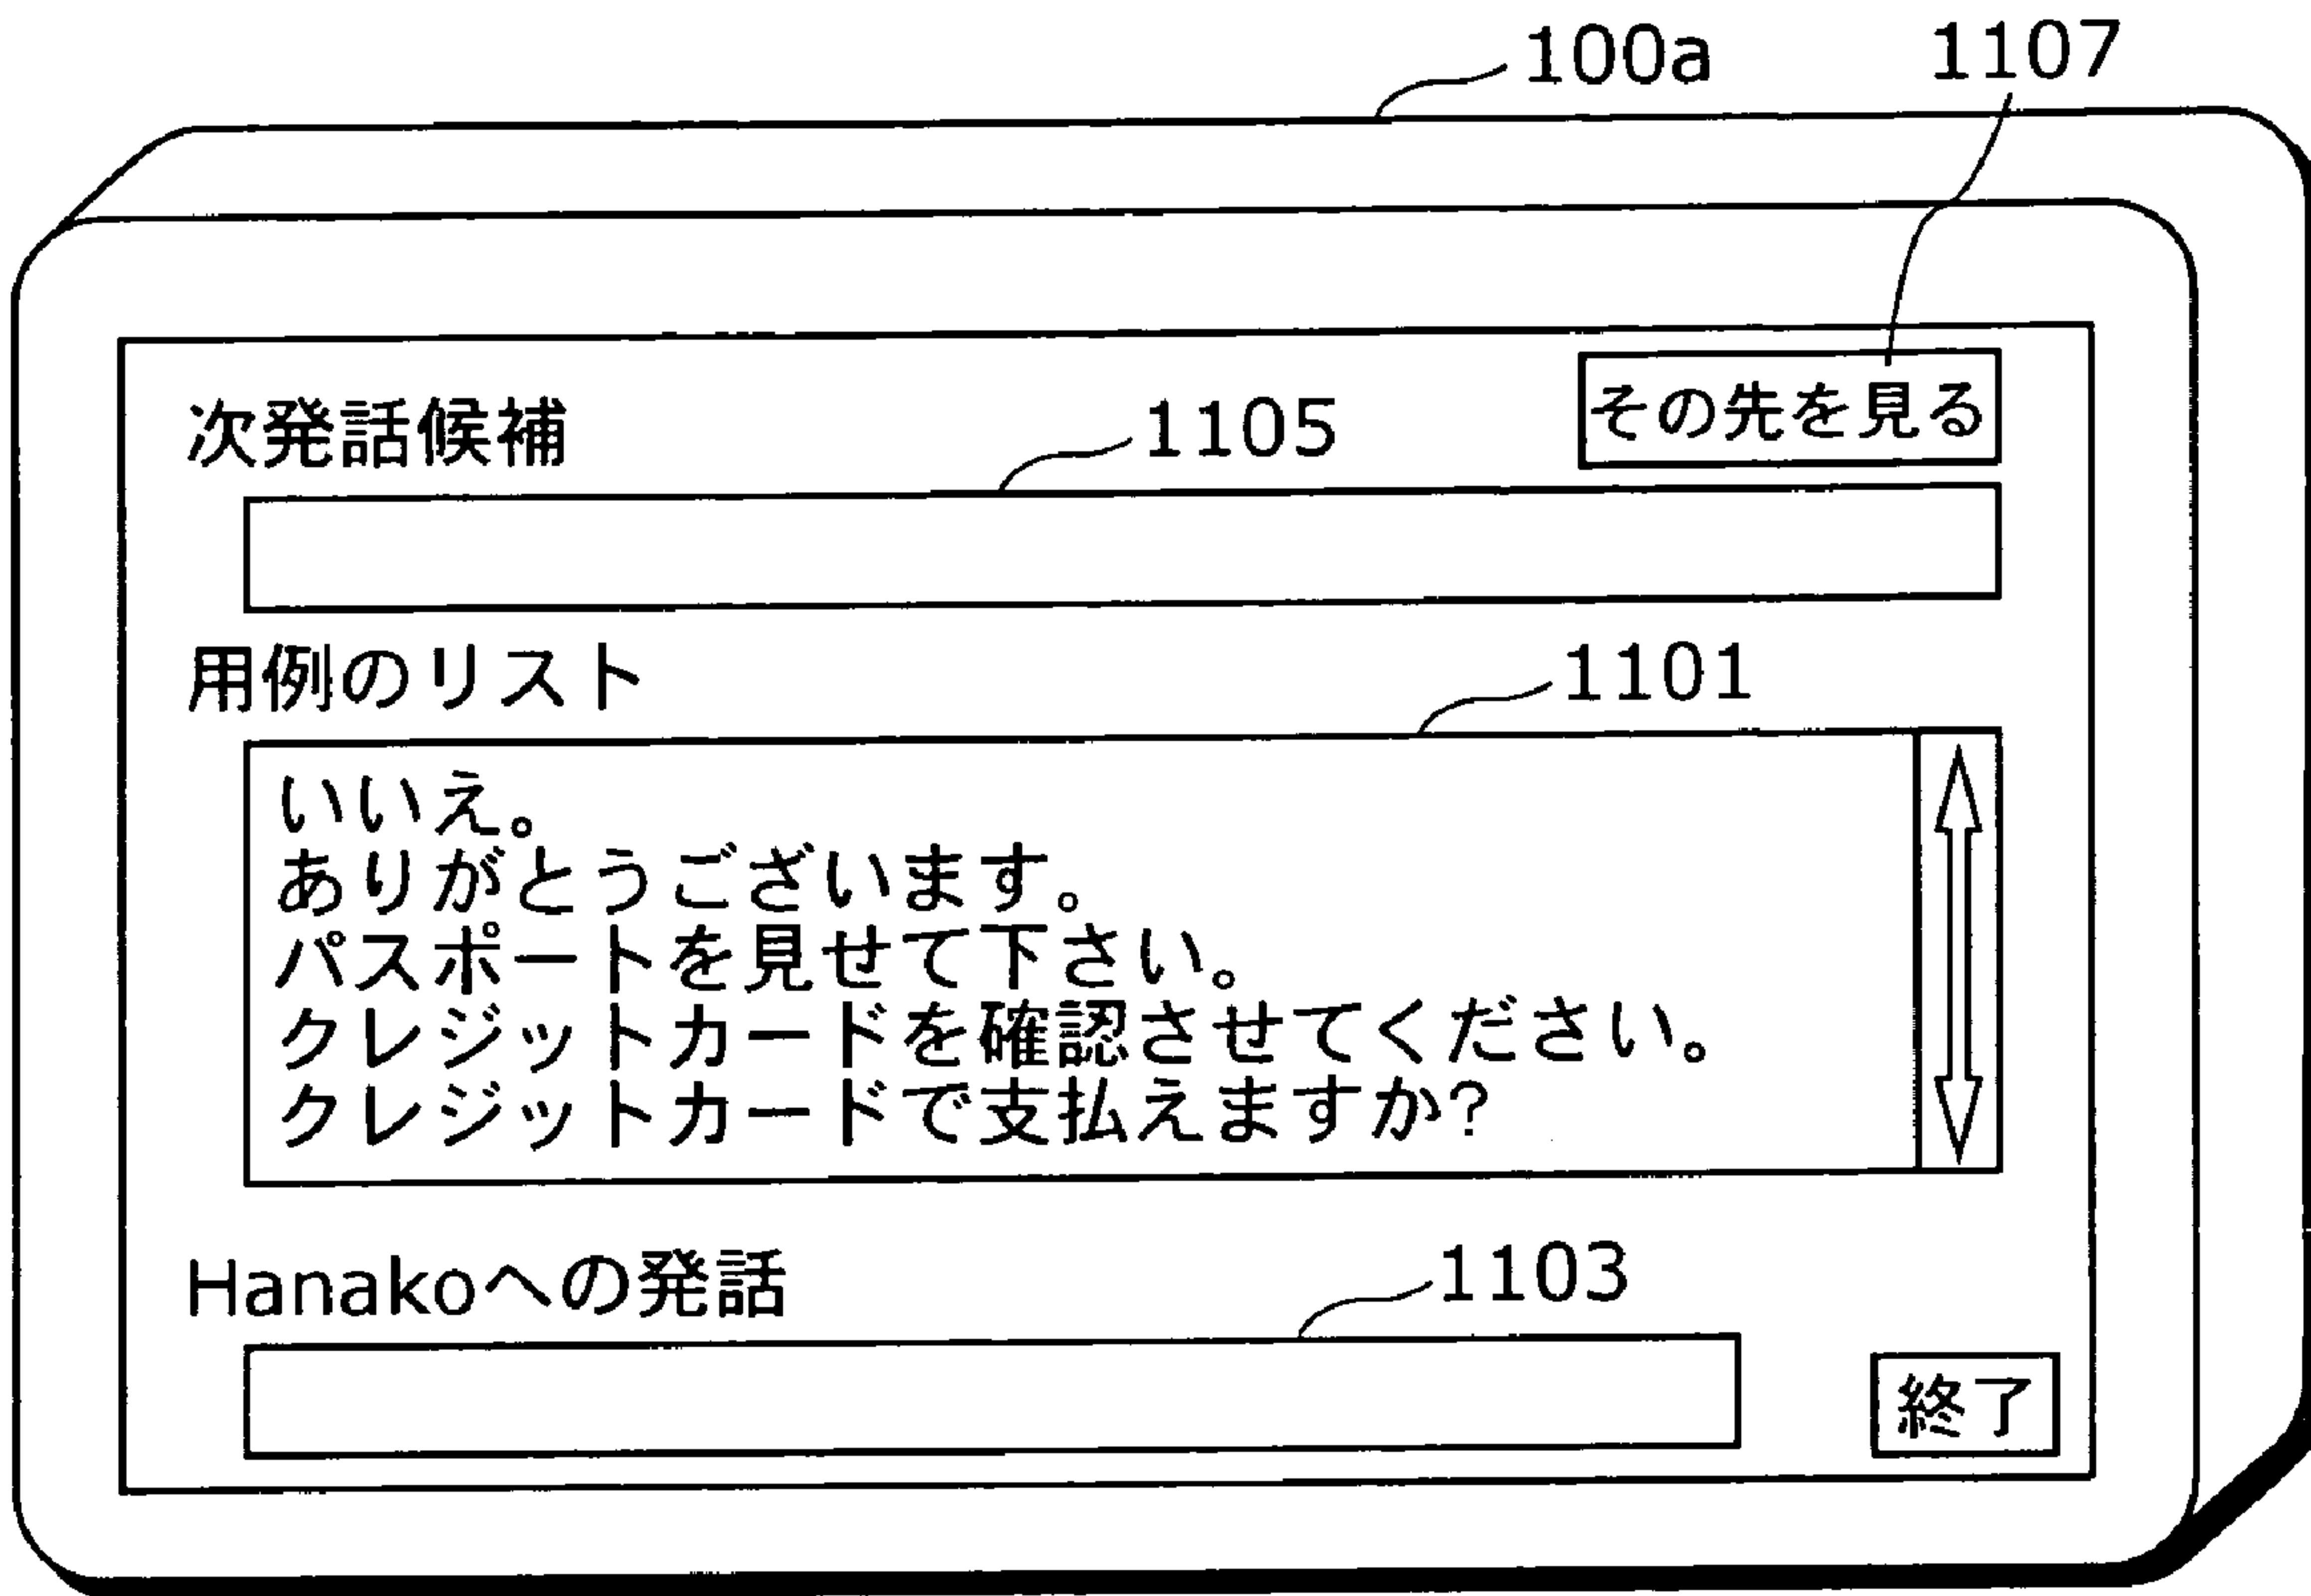 100a
1107
次発話候補
1105
その先を見る
用例のリスト
1101
いいえ。
ありがとうございます。
パスポートを見せて下さい。
クレジットカードを確認させてください。
クレジットカードで支払えますか?
Hanakoへの発話
1103
終了